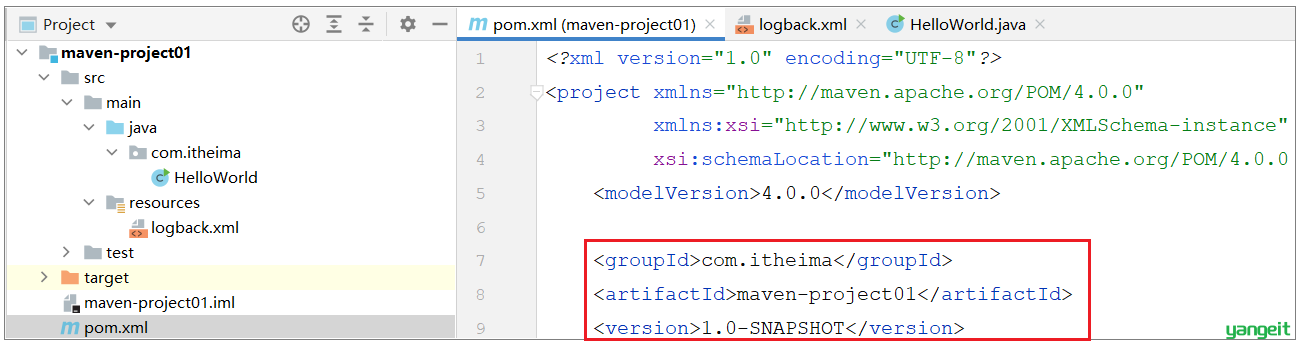 Project
maven-project01
src
main
java
com.itheima
HelloWorld
resources
logback.xml
test
target
maven-project01.iml
pom.xml
pom.xml (maven-project01)
logback.xml
HelloWorld.java
1 <?xml version="1.0" encoding="UTF-8"?>
2 <project xmlns="http://maven.apache.org/POM/4.0.0"
3 xmlns:xsi="http://www.w3.org/2001/XMLSchema-instance"
4 xsi:schemaLocation="http://maven.apache.org/POM/4.0.0
5 <modelVersion>4.0.0</modelVersion>
6
7 <groupId>com.itheima</groupId>
8 <artifactId>maven-project01</artifactId>
9 <version>1.0-SNAPSHOT</version>
yangeit